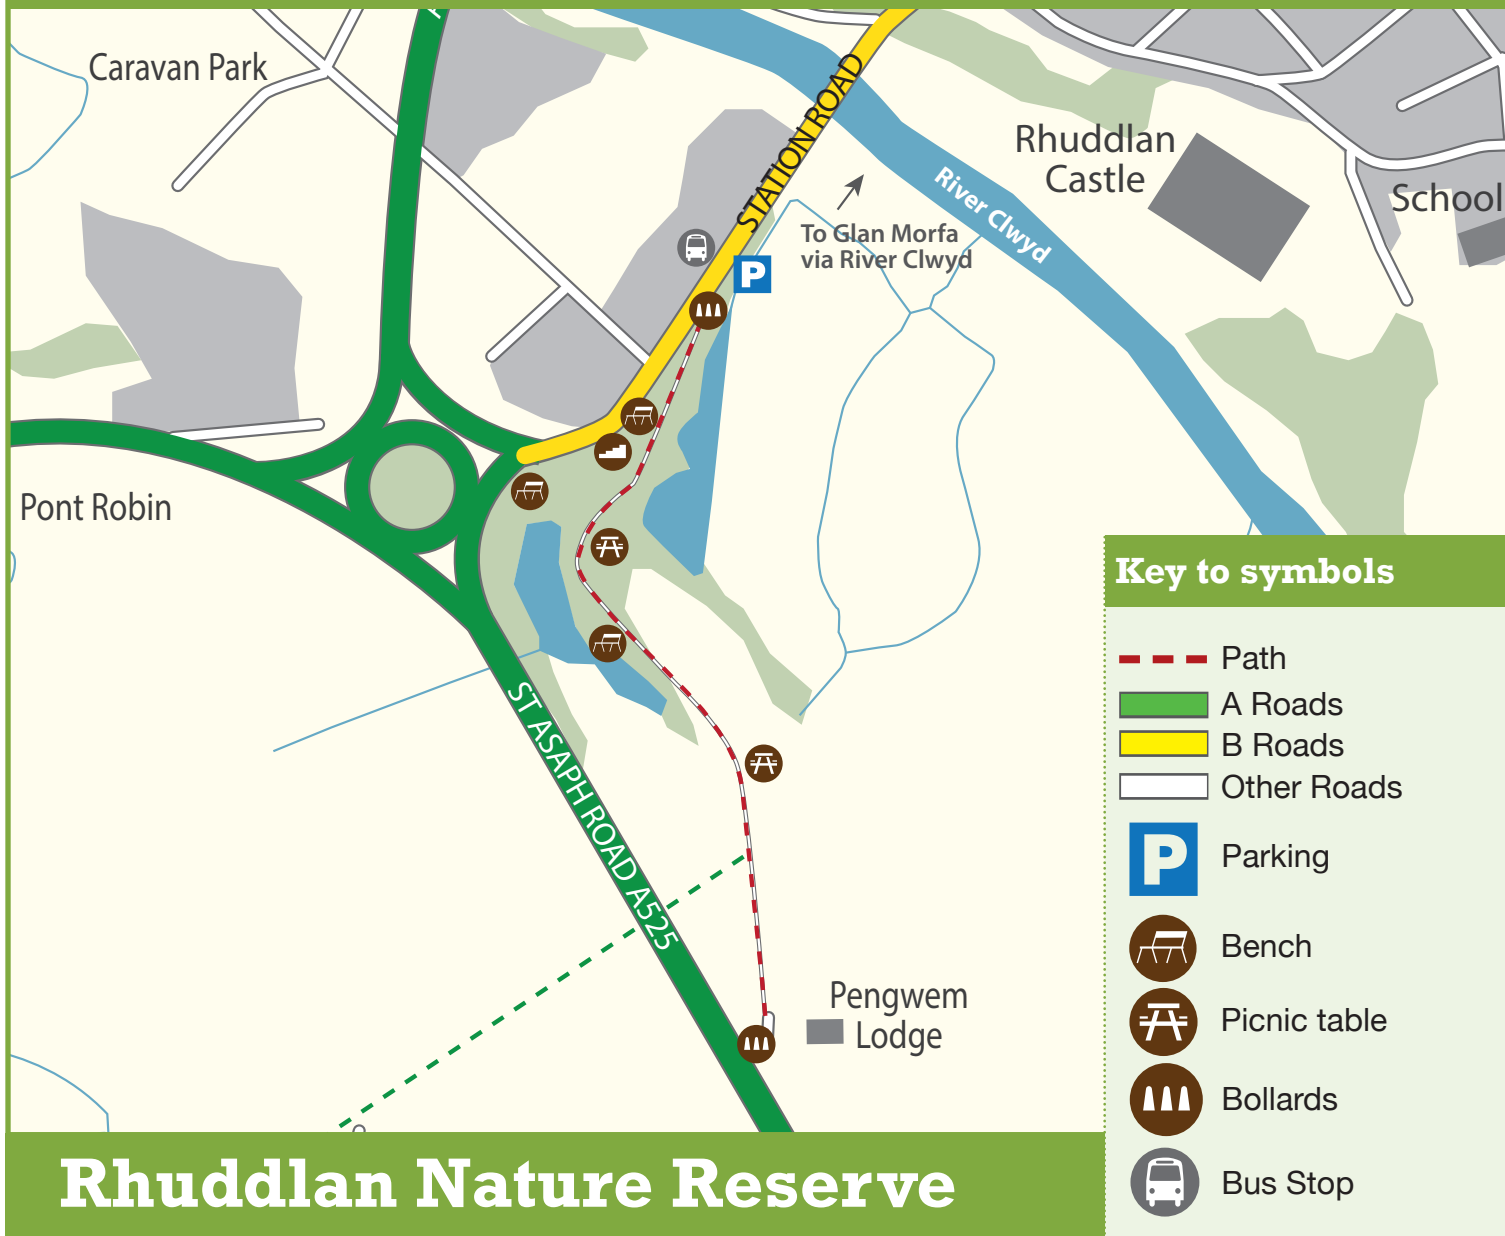 Caravan Park
STATION ROAD
Rhuddlan
Castle
School
River Clwyd
To Glan Morfa
via River Clwyd
P
Pont Robin
ST ASAPH ROAD A525
Pengwem
Lodge
Key to symbols
Path
A Roads
B Roads
Other Roads
P
Parking
Bench
Picnic table
Bollards
Bus Stop
Rhuddlan Nature Reserve